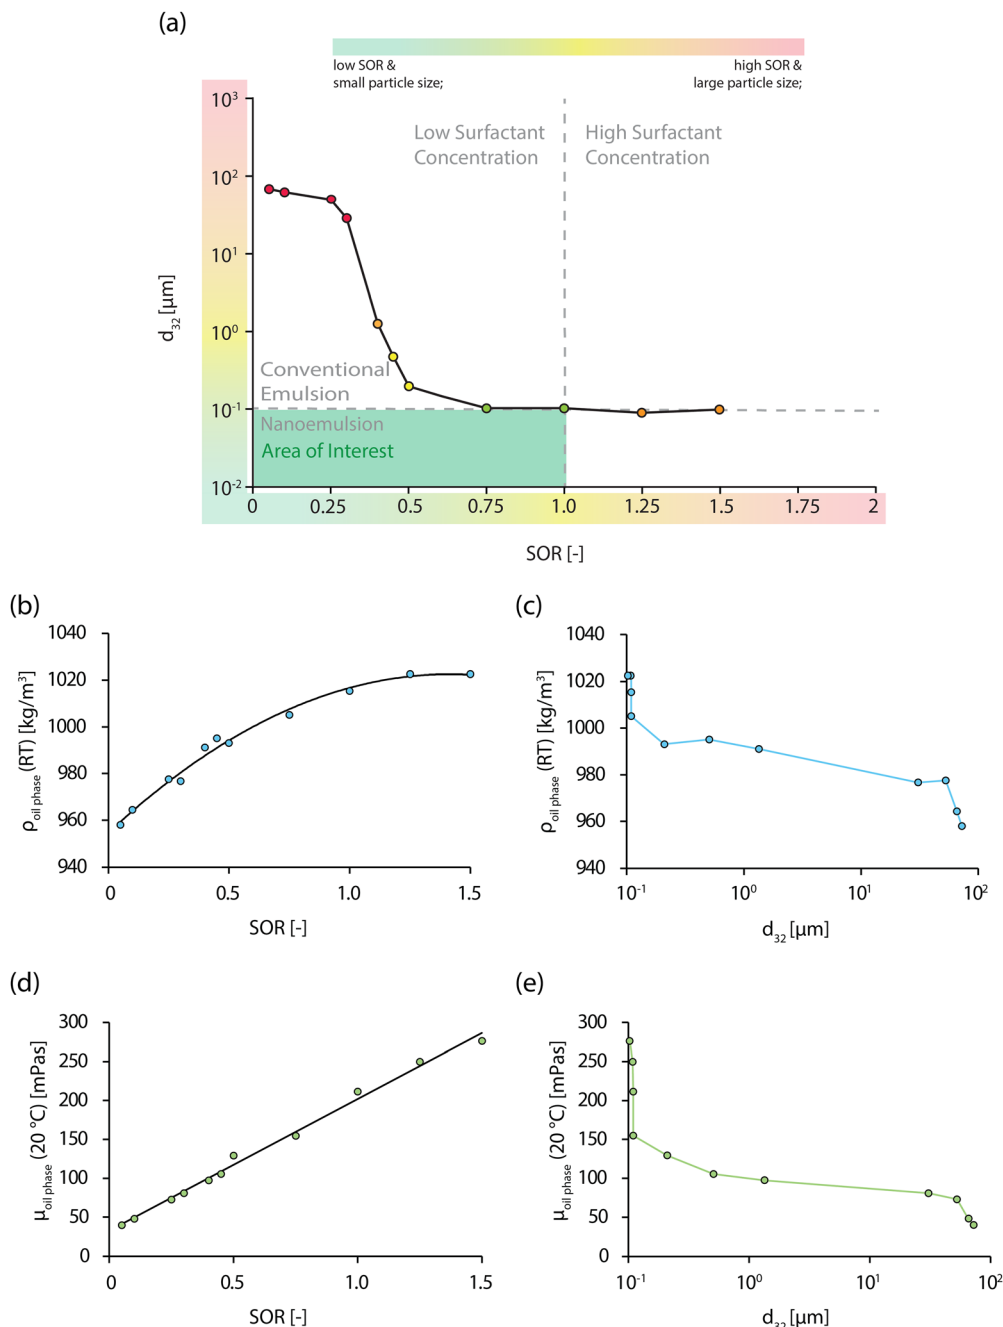 (a)
low SOR &
small particle size;
high SOR &
large particle size;
10³
10²
10¹
10⁰
10⁻¹
10⁻²
d₃₂ [µm]
Low Surfactant
Concentration
High Surfactant
Concentration
Conventional
Emulsion
Nanoemulsion
Area of Interest
0 0.25 0.5 0.75 1.0 1.25 1.5 1.75 2
SOR [-]
(b)
1040
1020
1000
980
960
940
ρ oil phase (RT) [kg/m³]
0 0.5 1.0 1.5
SOR [-]
(c)
1040
1020
1000
980
960
940
ρ oil phase (RT) [kg/m³]
10⁻¹ 10⁰ 10¹ 10²
d₃₂ [µm]
(d)
300
250
200
150
100
50
0
µ oil phase (20 °C) [mPas]
0 0.5 1.0 1.5
SOR [-]
(e)
300
250
200
150
100
50
0
µ oil phase (20 °C) [mPas]
10⁻¹ 10⁰ 10¹ 10²
d₃₂ [µm]